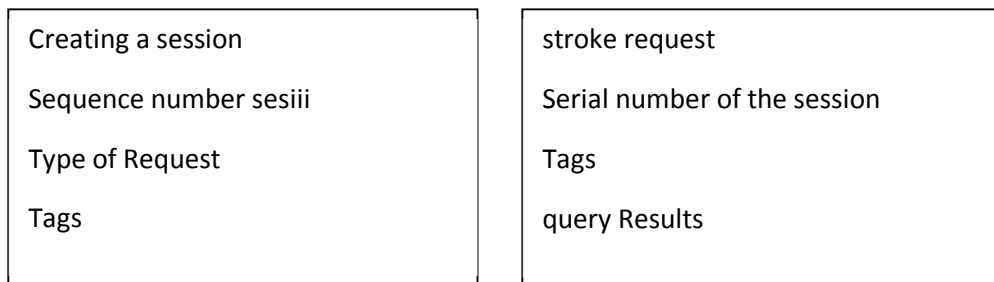 Creating a session
Sequence number sesiii
Type of Request
Tags
stroke request
Serial number of the session
Tags
query Results